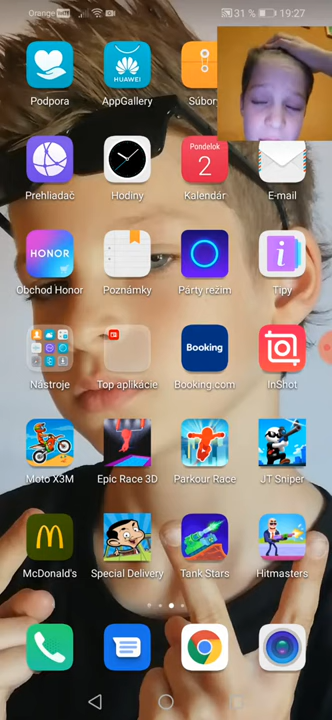 Orange 31 % 19:27
Podpora AppGallery Súbory
HUAWEI
Pondelok
2
Prehliadač Hodiny Kalendár E-mail
HONOR
Obchod Honor Poznámky Párty režim Tipy
Booking
Nástroje Top aplikácie Booking.com InShot
Moto X3M Epic Race 3D Parkour Race JT Sniper
McDonald's Special Delivery Tank Stars Hitmasters